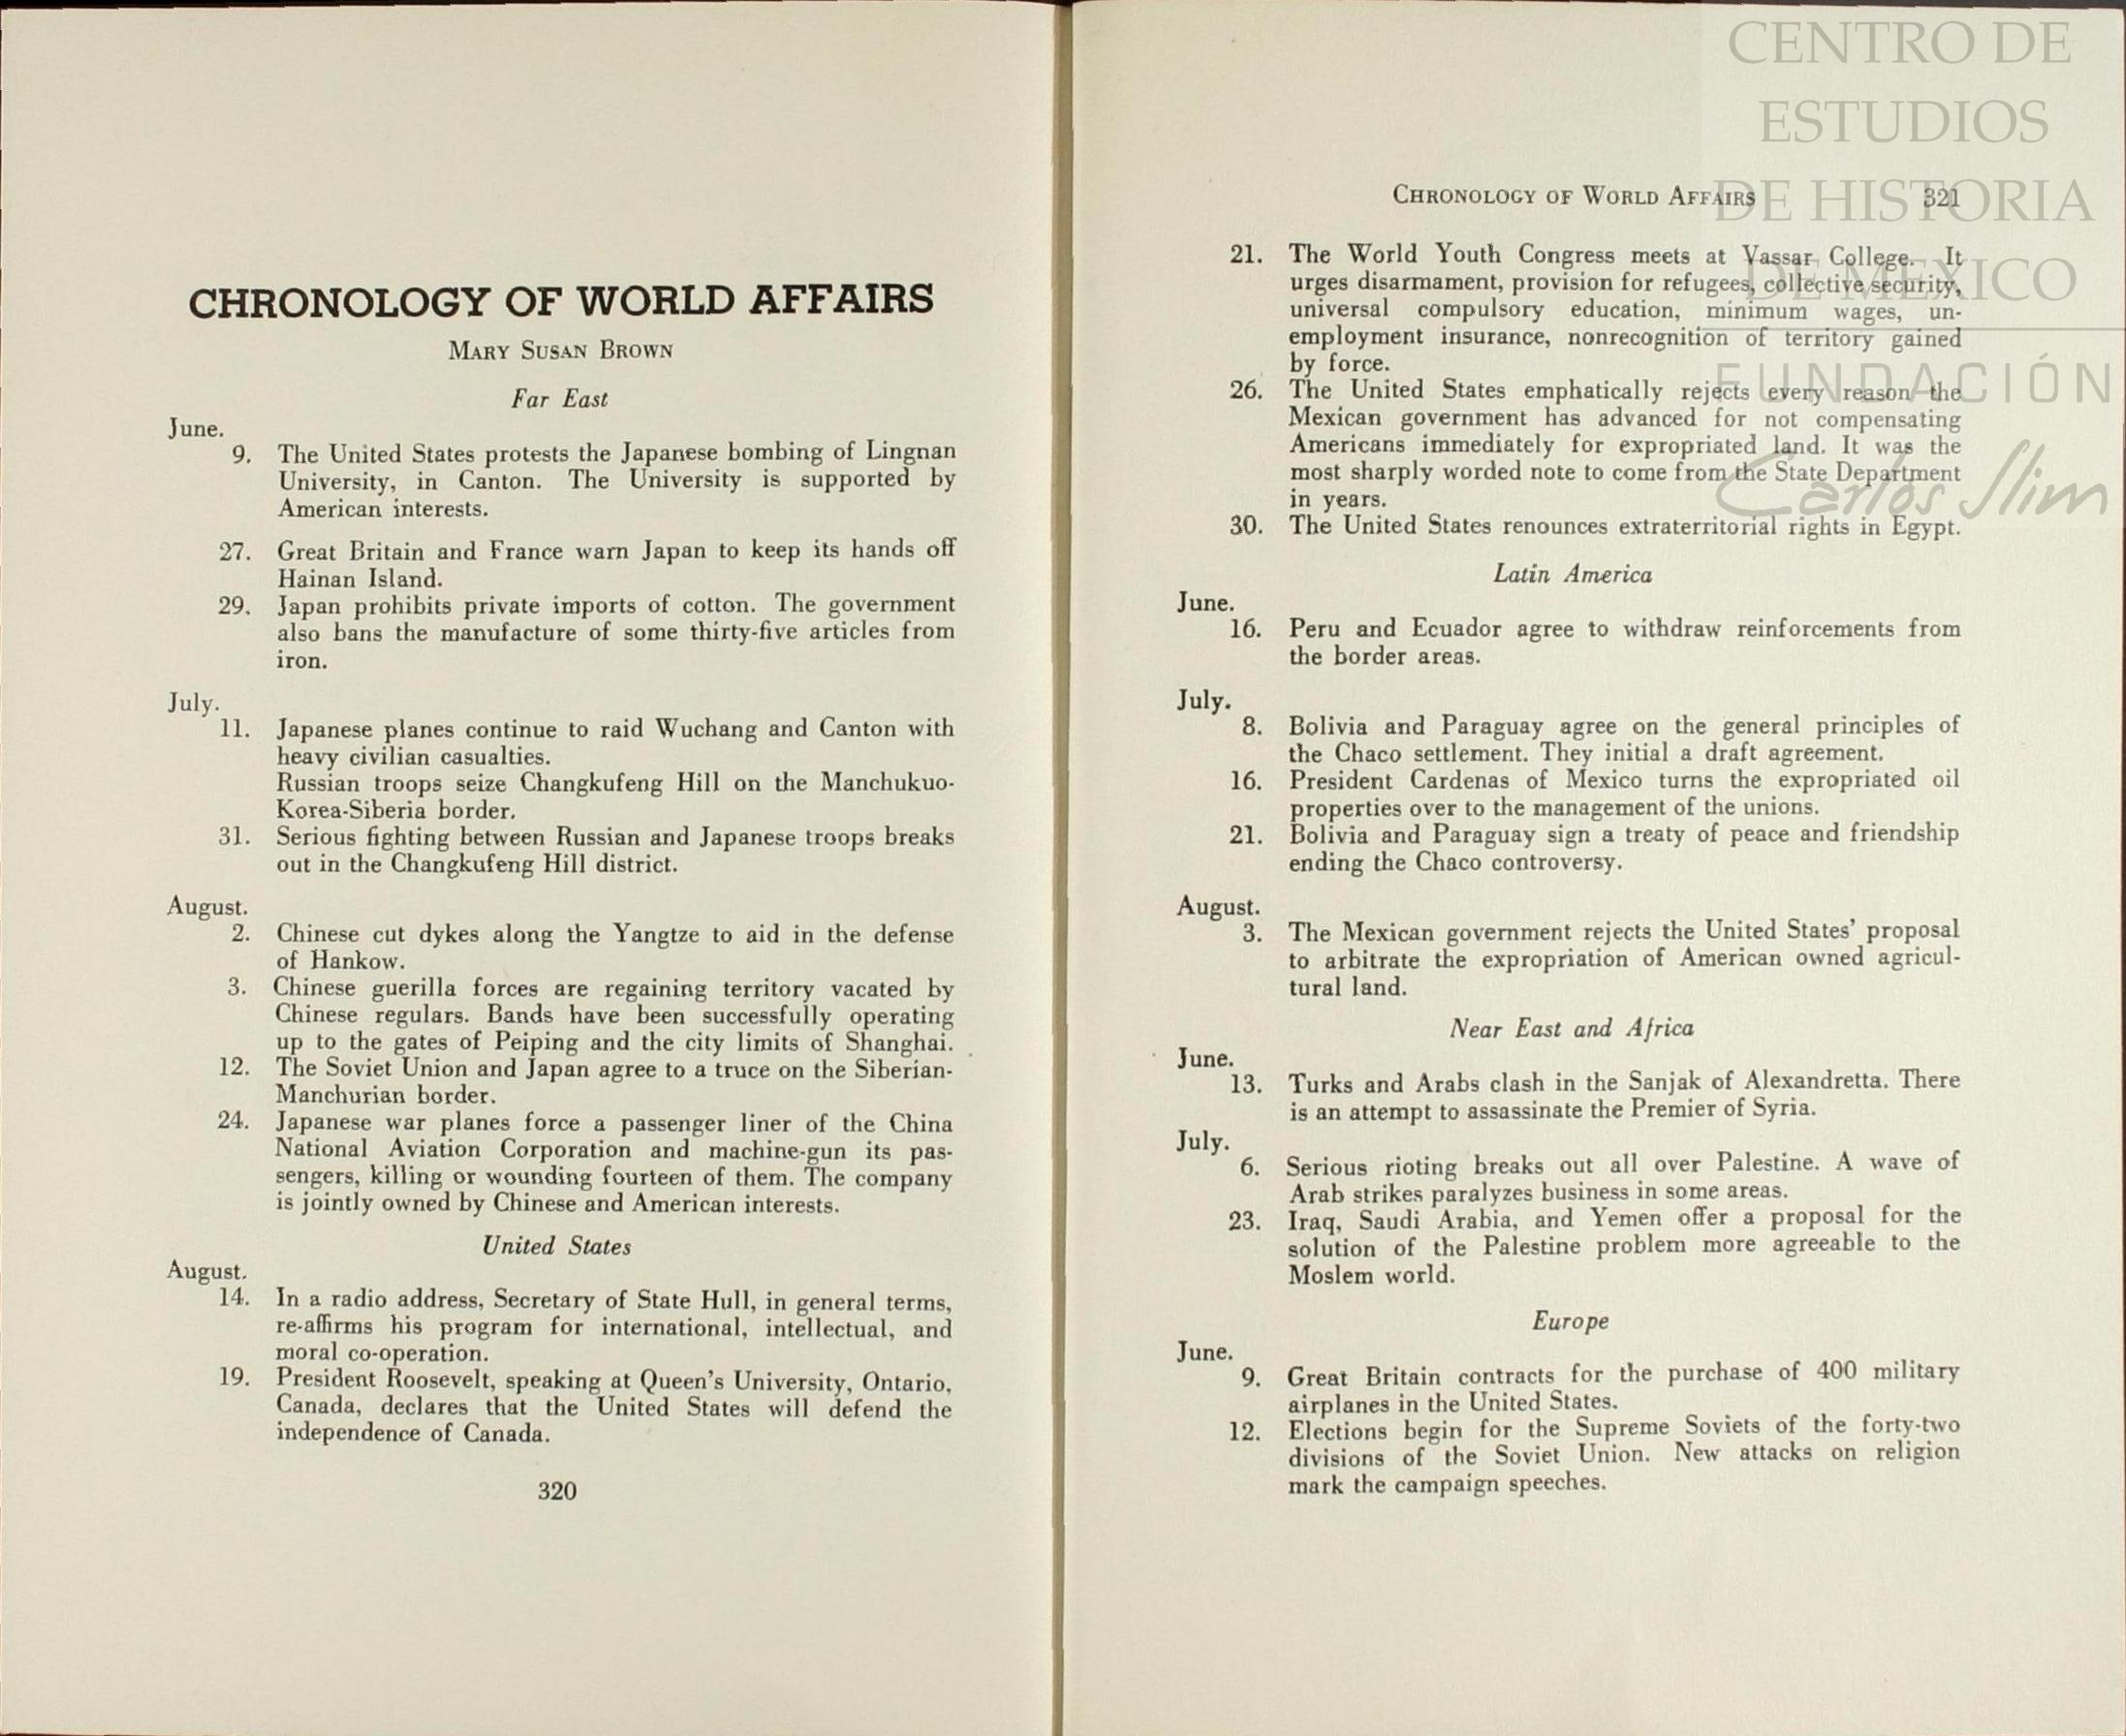 CHRONOLOGY OF WORLD AFFAIRS
MARY SUSAN BROWN
Far East
June.
9. The United States protests the Japanese bombing of Lingnan
University, in Canton. The University is supported by
American interests.
27. Great Britain and France warn Japan to keep its hands off
Hainan Island.
29. Japan prohibits private imports of cotton. The government
also bans the manufacture of some thirty-five articles from
iron.
July.
11. Japanese planes continue to raid Wuchang and Canton with
heavy civilian casualties.
Russian troops seize Changkufeng Hill on the Manchukuo-
Korea-Siberia border.
31. Serious fighting between Russian and Japanese troops breaks
out in the Changkufeng Hill district.
August.
2. Chinese cut dykes along the Yangtze to aid in the defense
of Hankow.
3. Chinese guerilla forces are regaining territory vacated by
Chinese regulars. Bands have been successfully operating
up to the gates of Peiping and the city limits of Shanghai.
12. The Soviet Union and Japan agree to a truce on the Siberian-
Manchurian border.
24. Japanese war planes force a passenger liner of the China
National Aviation Corporation and machine-gun its pas-
sengers, killing or wounding fourteen of them. The company
is jointly owned by Chinese and American interests.
United States
August.
14. In a radio address, Secretary of State Hull, in general terms,
re-affirms his program for international, intellectual, and
moral co-operation.
19. President Roosevelt, speaking at Queen's University, Ontario,
Canada, declares that the United States will defend the
independence of Canada.
320
CHRONOLOGY OF WORLD AFFAIRS 321
21. The World Youth Congress meets at Vassar College. It
urges disarmament, provision for refugees, collective security,
universal compulsory education, minimum wages, un-
employment insurance, nonrecognition of territory gained
by force.
26. The United States emphatically rejects every reason the
Mexican government has advanced for not compensating
Americans immediately for expropriated land. It was the
most sharply worded note to come from the State Department
in years.
30. The United States renounces extraterritorial rights in Egypt.
Latin America
June.
16. Peru and Ecuador agree to withdraw reinforcements from
the border areas.
July.
8. Bolivia and Paraguay agree on the general principles of
the Chaco settlement. They initial a draft agreement.
16. President Cardenas of Mexico turns the expropriated oil
properties over to the management of the unions.
21. Bolivia and Paraguay sign a treaty of peace and friendship
ending the Chaco controversy.
August.
3. The Mexican government rejects the United States' proposal
to arbitrate the expropriation of American owned agricul-
tural land.
Near East and Africa
June.
13. Turks and Arabs clash in the Sanjak of Alexandretta. There
is an attempt to assassinate the Premier of Syria.
July.
6. Serious rioting breaks out all over Palestine. A wave of
Arab strikes paralyzes business in some areas.
23. Iraq, Saudi Arabia, and Yemen offer a proposal for the
solution of the Palestine problem more agreeable to the
Moslem world.
Europe
June.
9. Great Britain contracts for the purchase of 400 military
airplanes in the United States.
12. Elections begin for the Supreme Soviets of the forty-two
divisions of the Soviet Union. New attacks on religion
mark the campaign speeches.
CENTRO DE
ESTUDIOS
DE HISTORIA
DE MÉXICO
FUNDACIÓN
Carlos Slim